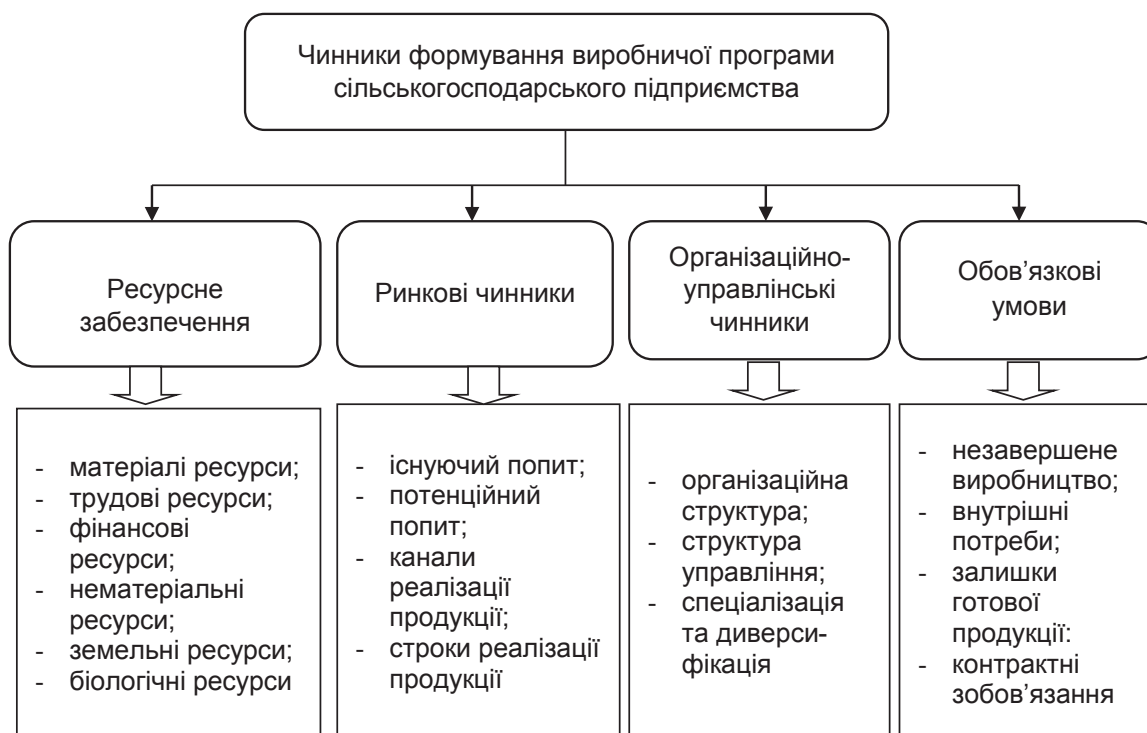 Чинники формування виробничої програми
сільськогосподарського підприємства
Ресурсне
забезпечення
Ринкові чинники
Організаційно-
управлінські
чинники
Обов’язкові
умови
- матеріалі ресурси;
- трудові ресурси;
- фінансові
ресурси;
- нематеріальні
ресурси;
- земельні ресурси;
- біологічні ресурси
- існуючий попит;
- потенційний
попит;
- канали
реалізації
продукції;
- строки реалізації
продукції
- організаційна
структура;
- структура
управління;
- спеціалізація
та диверси-
фікація
- незавершене
виробництво;
- внутрішні
потреби;
- залишки
готової
продукції:
- контрактні
зобов’язання